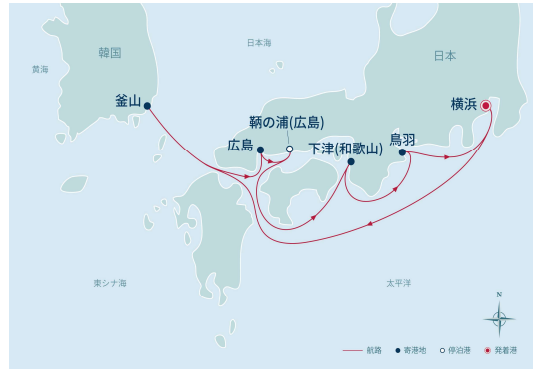 韓国
日本海
日本
黄海
釜山
横浜
鞆の浦(広島)
広島
鳥羽
下津(和歌山)
東シナ海
太平洋
N
航路
寄港地
停泊港
発着港